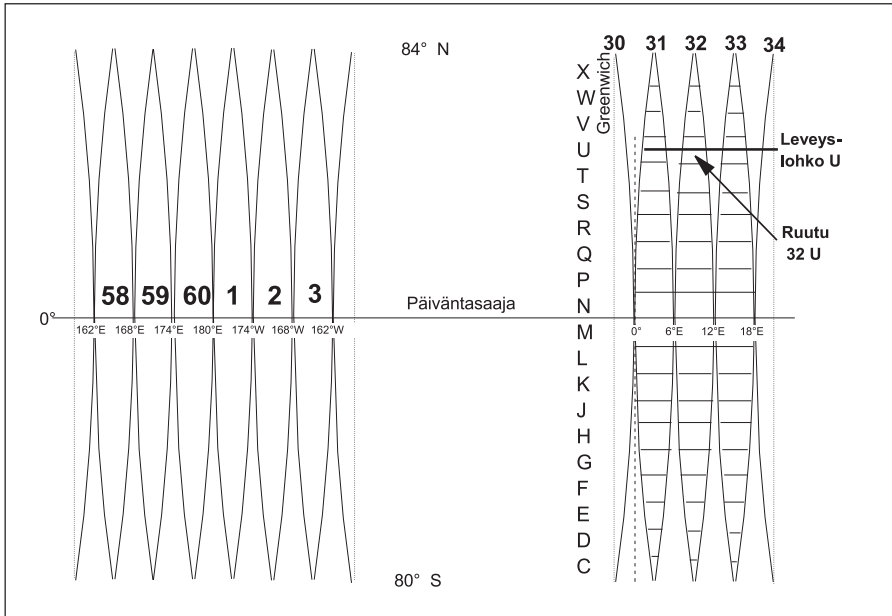 84° N
30 31 32 33 34
Greenwich
X
W
V
U
T
S
R
Q
P
N
M
L
K
J
H
G
F
E
D
C
Leveys-
lohko U
Ruutu
32 U
58 59 60 1 2 3
Päiväntasaaja
0°
162°E 168°E 174°E 180°E 174°W 168°W 162°W
0° 6°E 12°E 18°E
80° S